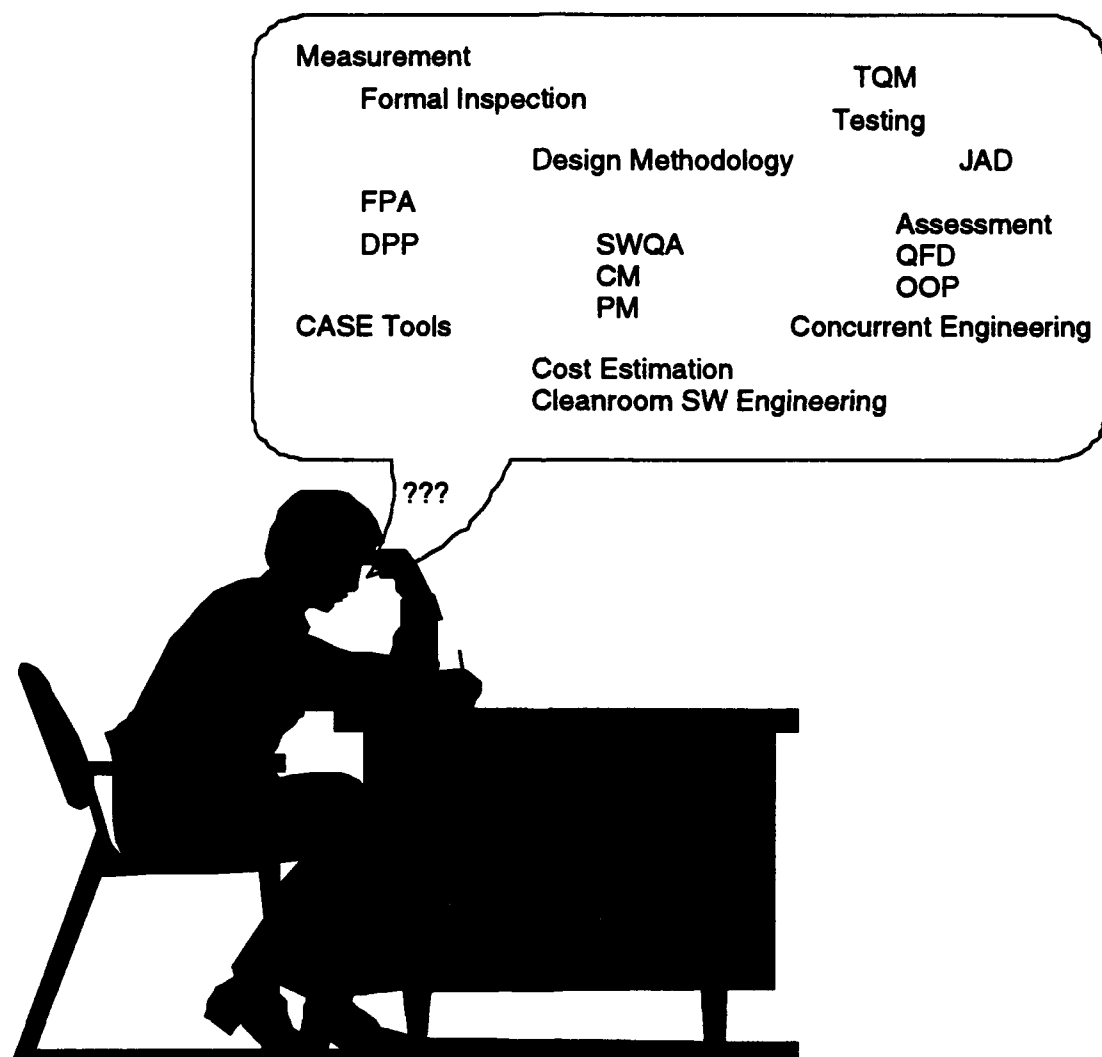 Measurement
TQM
Formal Inspection
Testing
Design Methodology
JAD
FPA
Assessment
DPP
SWQA
QFD
CM
OOP
PM
CASE Tools
Concurrent Engineering
Cost Estimation
Cleanroom SW Engineering
???